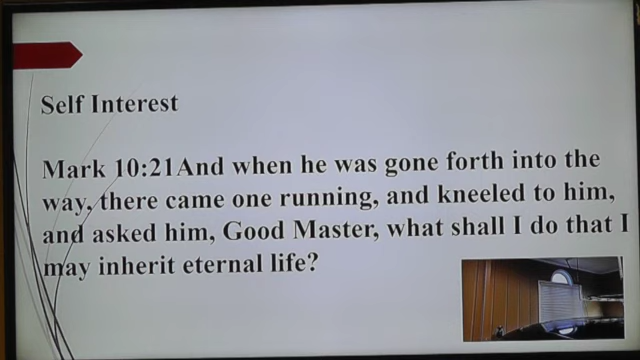 Self Interest
Mark 10:21And when he was gone forth into the
way, there came one running, and kneeled to him,
and asked him, Good Master, what shall I do that I
may inherit eternal life?